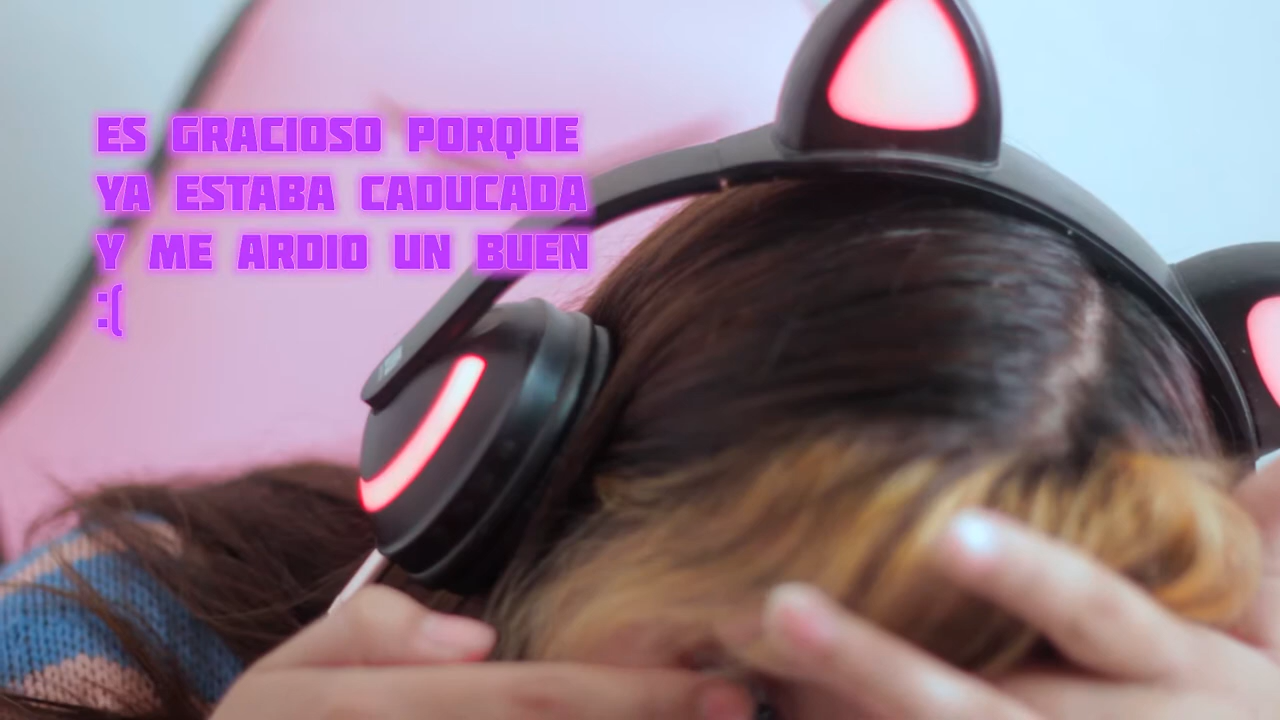 ES GRACIOSO PORQUE
YA ESTABA CADUCADA
Y ME ARDIO UN BUEN
:(